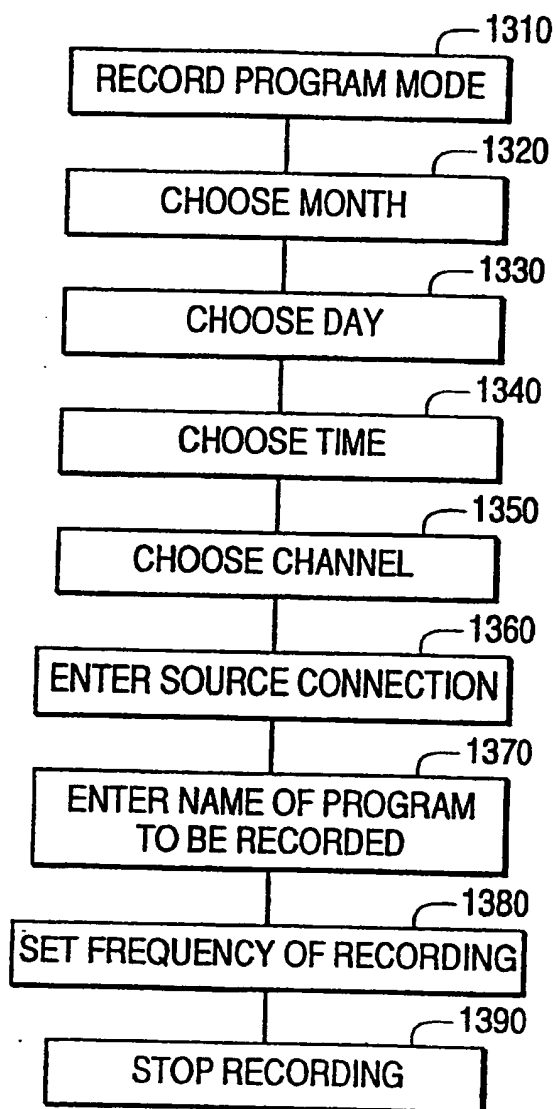 1310
RECORD PROGRAM MODE
1320
CHOOSE MONTH
1330
CHOOSE DAY
1340
CHOOSE TIME
1350
CHOOSE CHANNEL
1360
ENTER SOURCE CONNECTION
1370
ENTER NAME OF PROGRAM
TO BE RECORDED
1380
SET FREQUENCY OF RECORDING
1390
STOP RECORDING